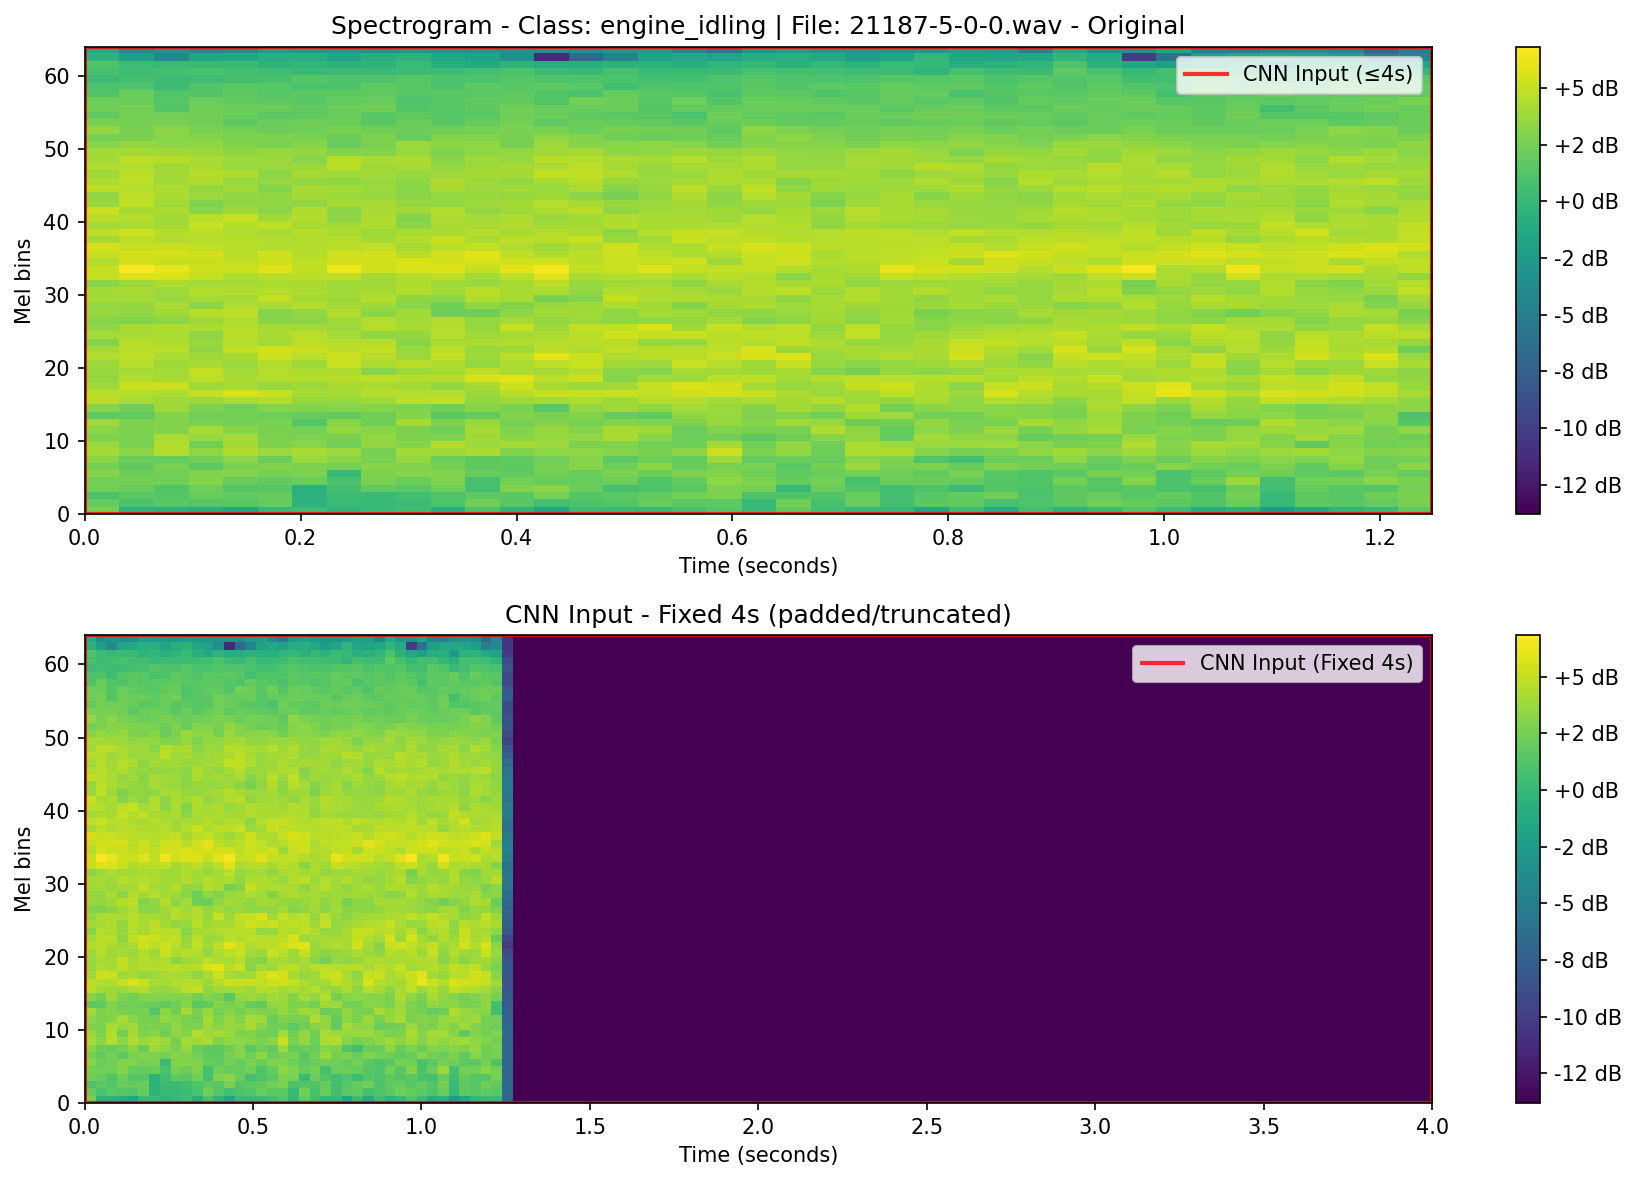 Spectrogram - Class: engine_idling | File: 21187-5-0-0.wav - Original
CNN Input (≤4s)
Mel bins
60
50
40
30
20
10
0
0.0 0.2 0.4 0.6 0.8 1.0 1.2
Time (seconds)
+5 dB
+2 dB
+0 dB
-2 dB
-5 dB
-8 dB
-10 dB
-12 dB
CNN Input - Fixed 4s (padded/truncated)
CNN Input (Fixed 4s)
Mel bins
60
50
40
30
20
10
0
0.0 0.5 1.0 1.5 2.0 2.5 3.0 3.5 4.0
Time (seconds)
+5 dB
+2 dB
+0 dB
-2 dB
-5 dB
-8 dB
-10 dB
-12 dB